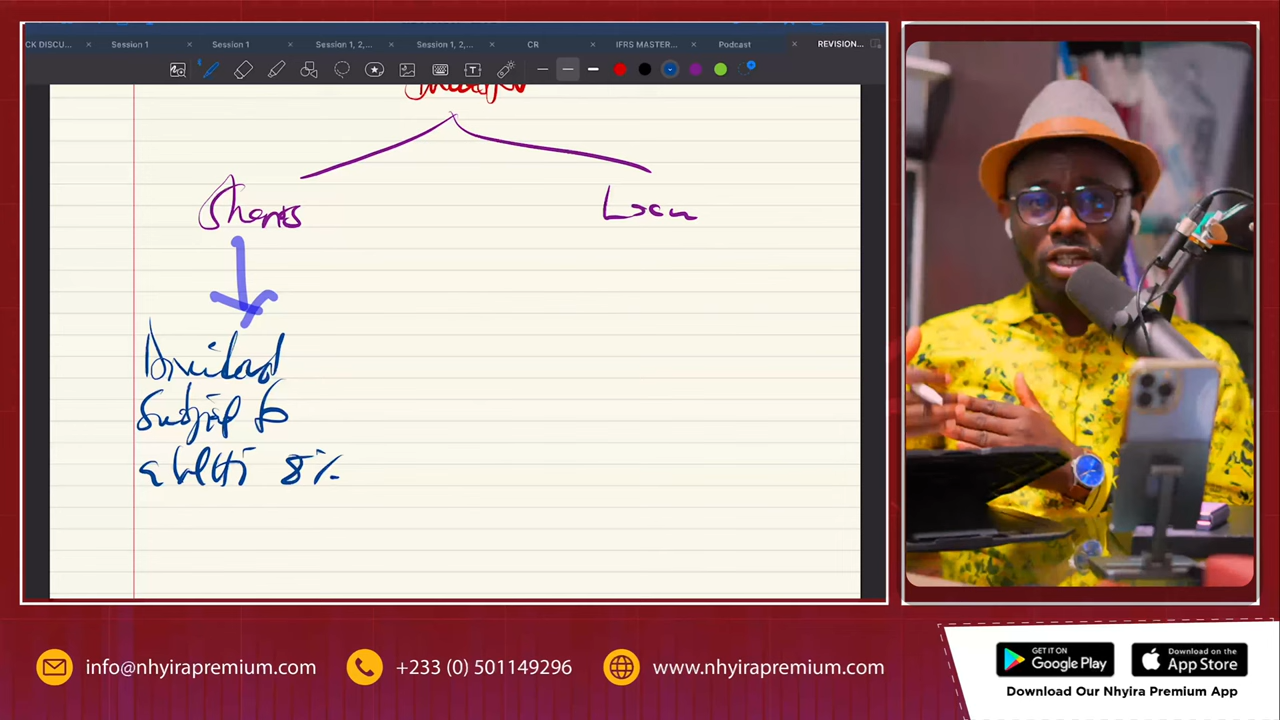 CK DISCU... × Session 1 × Session 1 × Session 1, 2,... × Session 1, 2,... × CR × IFRS MASTER... × Podcast × REVISION...
Shares
Loan
Dividend
Subject to
a WHT 8%
info@nhyirapremium.com
+233 (0) 501149296
www.nhyirapremium.com
GET IT ON
Google Play
Download on the
App Store
Download Our Nhyira Premium App